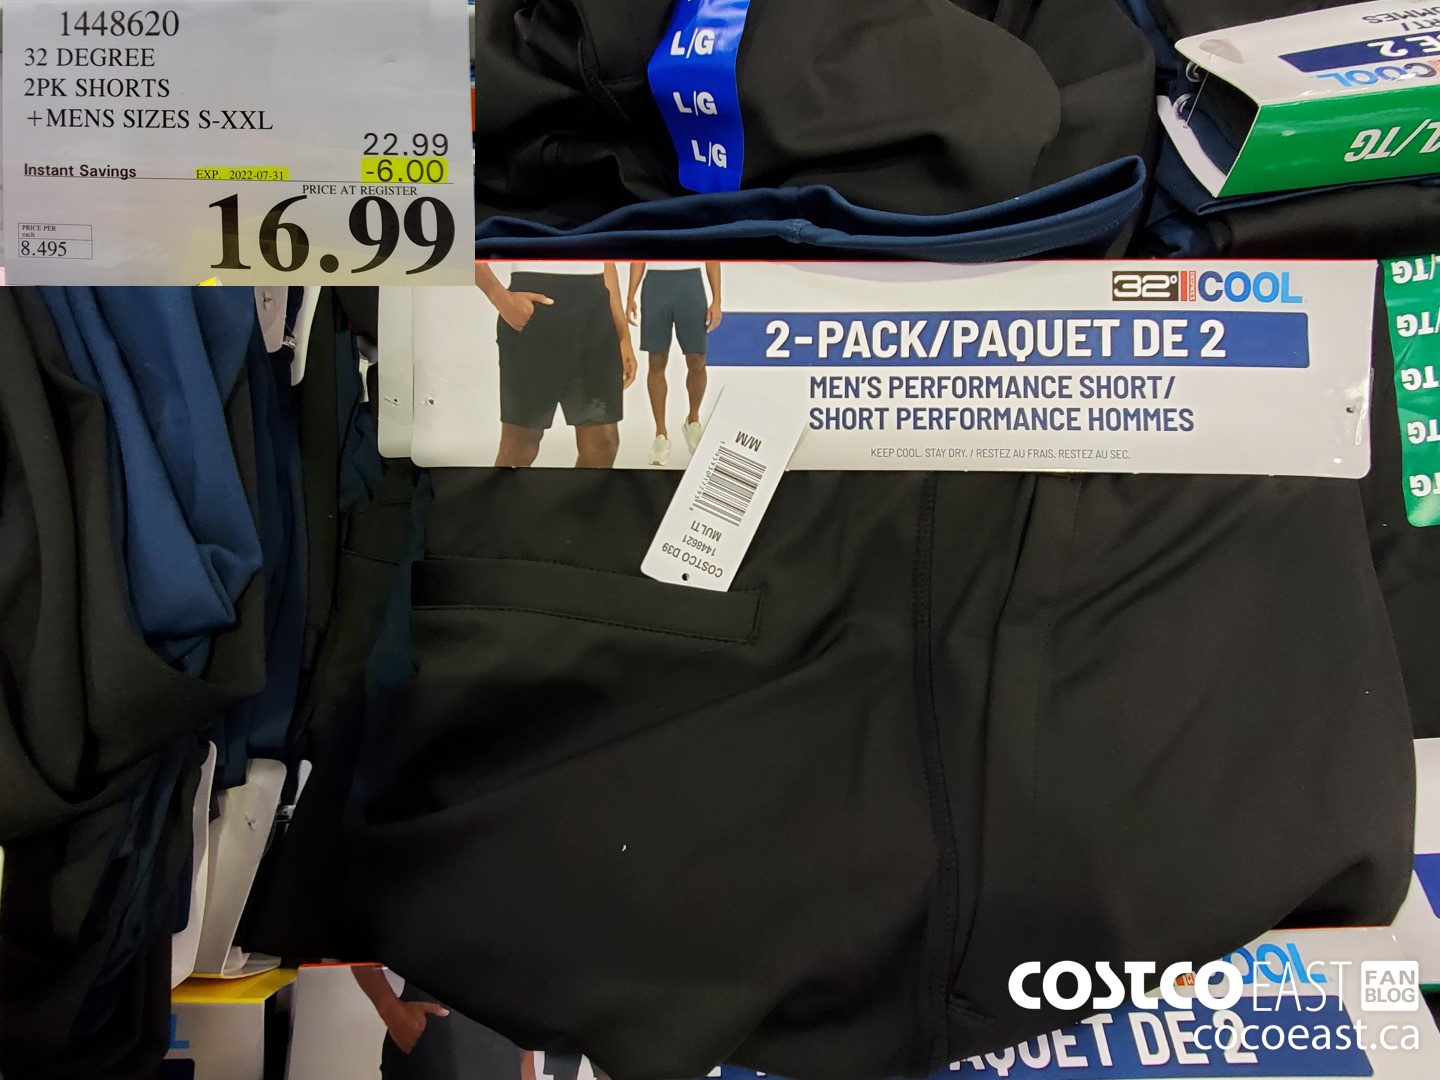 1448620
32 DEGREE
2PK SHORTS
+MENS SIZES S-XXL
22.99
Instant Savings EXP. 2022-07-31 -6.00
PRICE AT REGISTER
16.99
PRICE PER
each
8.495
L/G
L/G
L/G
COOL
L/TG
32° COOL
2-PACK/PAQUET DE 2
MEN'S PERFORMANCE SHORT/
SHORT PERFORMANCE HOMMES
KEEP COOL. STAY DRY. / RESTEZ AU FRAIS. RESTEZ AU SEC.
M/M
MULTI
1448621
COSTCO D39
COSTCO EAST FAN BLOG
cocoeast.ca
PAQUET DE 2